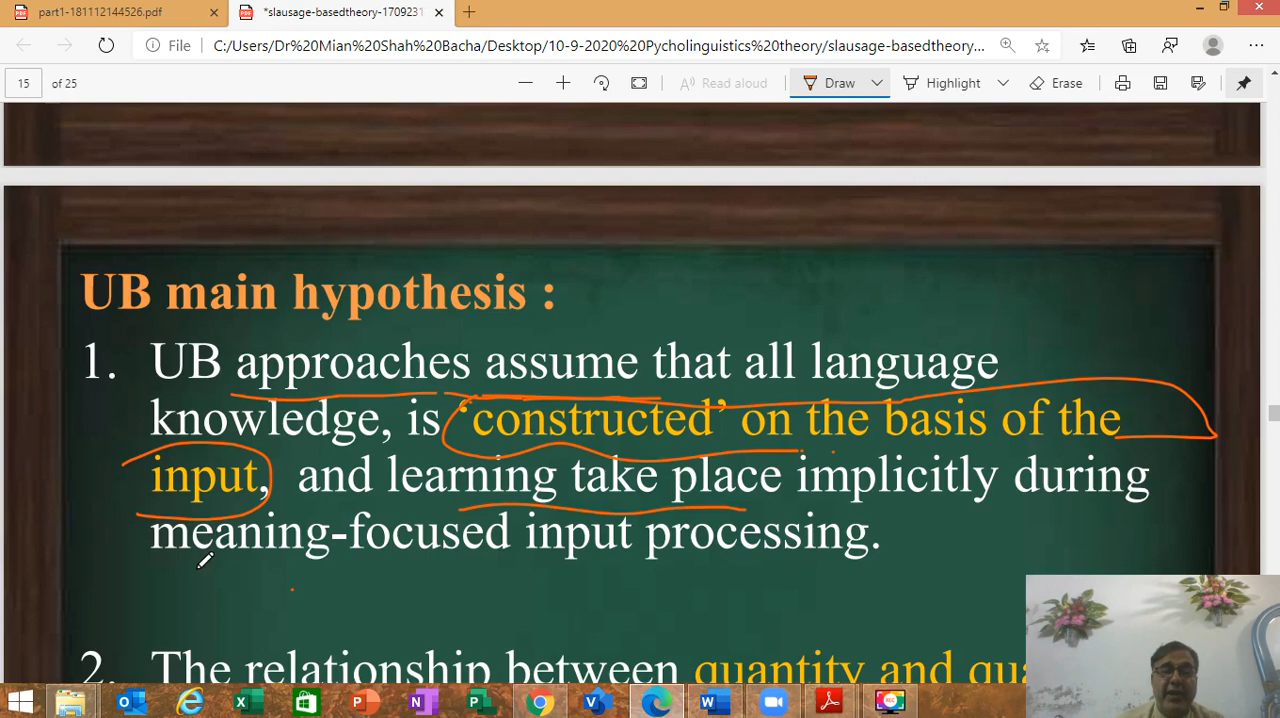 part1-181112144526.pdf
*slausage-basedtheory-1709231
File
C:/Users/Dr%20Mian%20Shah%20Bacha/Desktop/10-9-2020%20Pycholinguistics%20theory/slausage-basedtheory...
15 of 25
Read aloud
Draw
Highlight
Erase
UB main hypothesis :
1. UB approaches assume that all language
knowledge, is ‘constructed’ on the basis of the
input, and learning take place implicitly during
meaning-focused input processing.
2. The relationship between quantity and